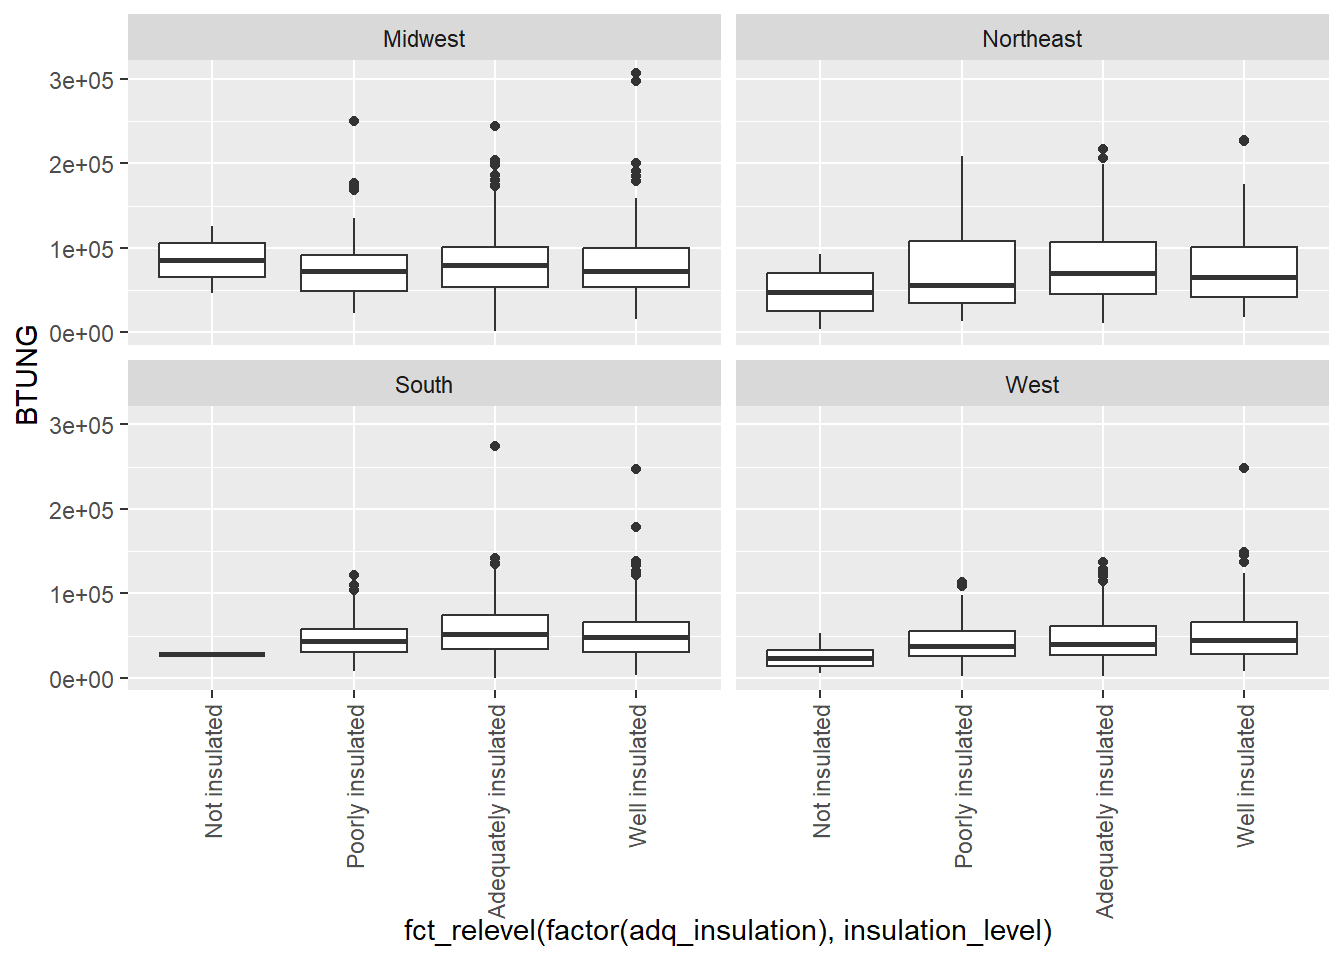 Midwest
Northeast
3e+05
2e+05
1e+05
0e+00
South
West
3e+05
2e+05
1e+05
0e+00
BTUNG
Not insulated
Poorly insulated
Adequately insulated
Well insulated
Not insulated
Poorly insulated
Adequately insulated
Well insulated
fct_relevel(factor(adq_insulation), insulation_level)